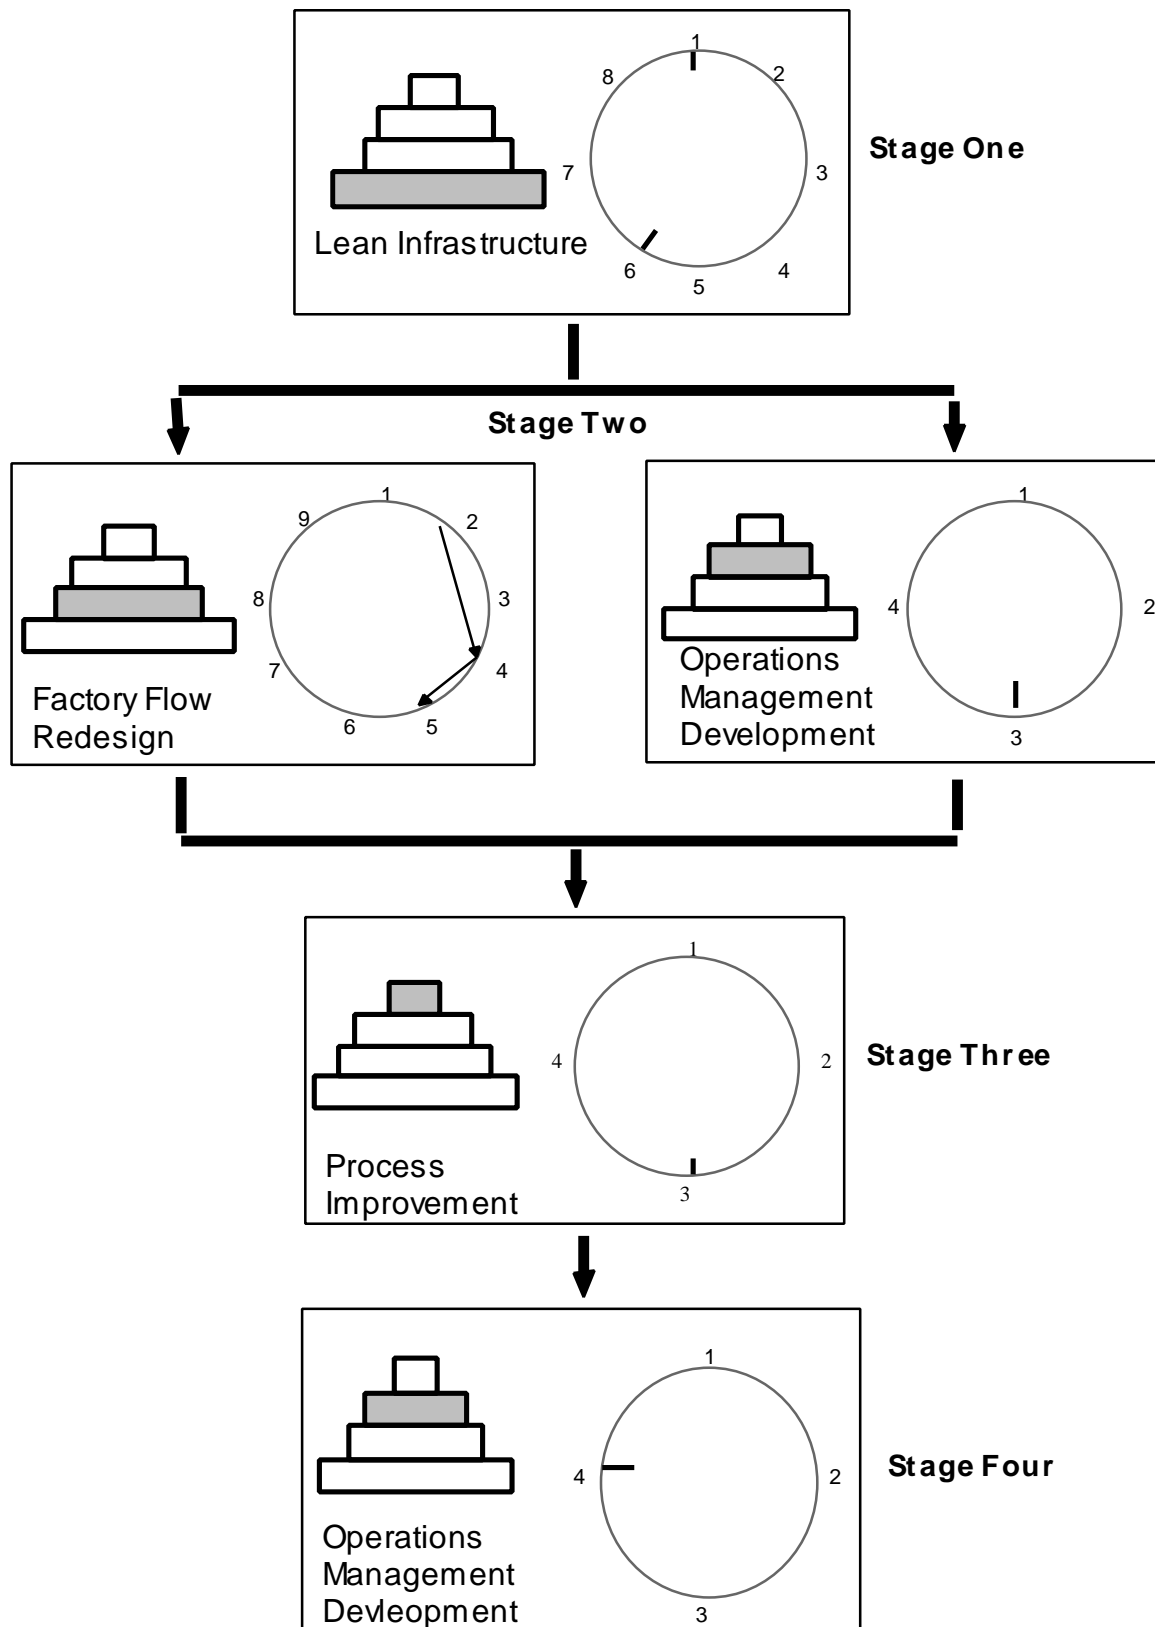 1
8
2
Stage One
7
3
Lean Infrastructure
6
4
5
Stage Two
1
9
2
8
3
7
4
Factory Flow
Redesign
6
5
1
4
2
Operations
Management
Development
3
1
4
2
Stage Three
Process
Improvement
3
1
4
2
Stage Four
Operations
Management
Devleopment
3